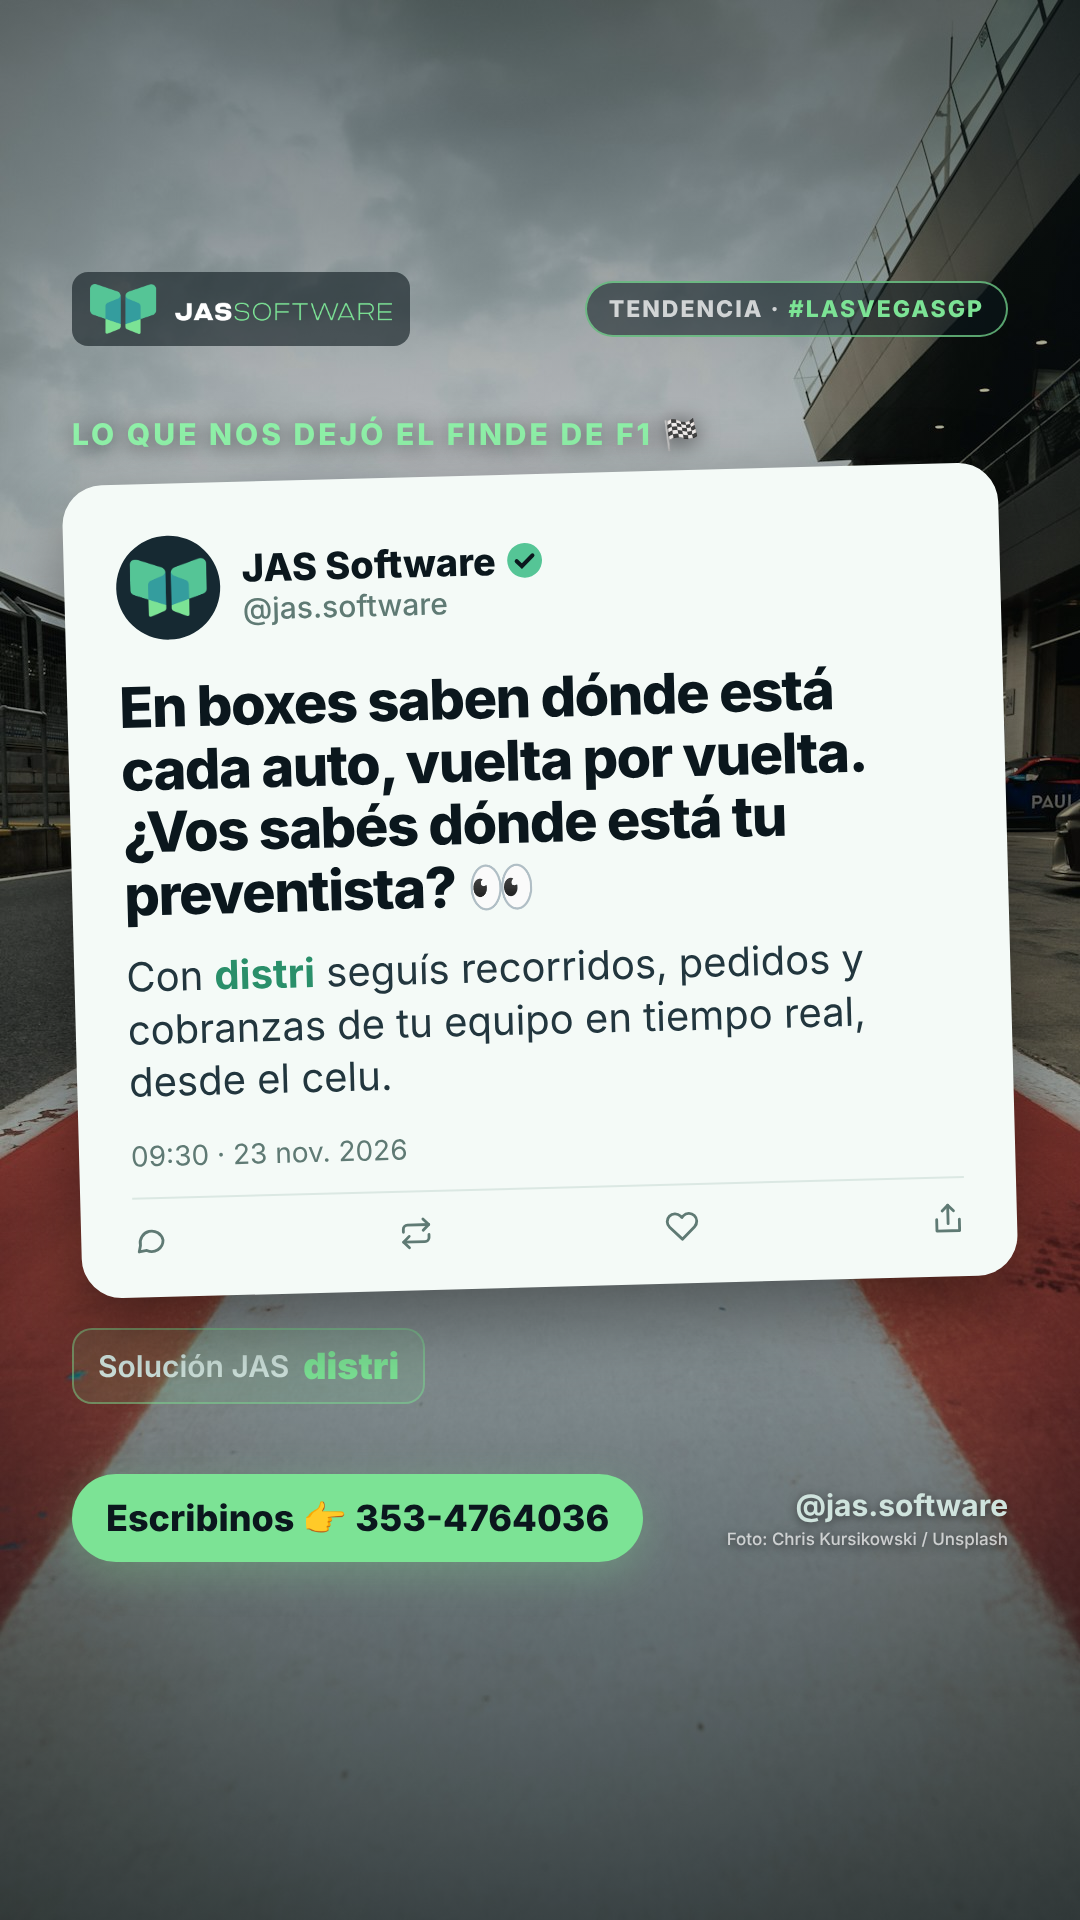 JASSOFTWARE
TENDENCIA · #LASVEGASGP
LO QUE NOS DEJÓ EL FINDE DE F1 🏁
JAS Software
@jas.software
En boxes saben dónde está
cada auto, vuelta por vuelta.
¿Vos sabés dónde está tu
preventista? 👀
Con distri seguís recorridos, pedidos y
cobranzas de tu equipo en tiempo real,
desde el celu.
09:30 · 23 nov. 2026
PAUL
Solución JAS distri
Escribinos 👉 353-4764036
@jas.software
Foto: Chris Kursikowski / Unsplash